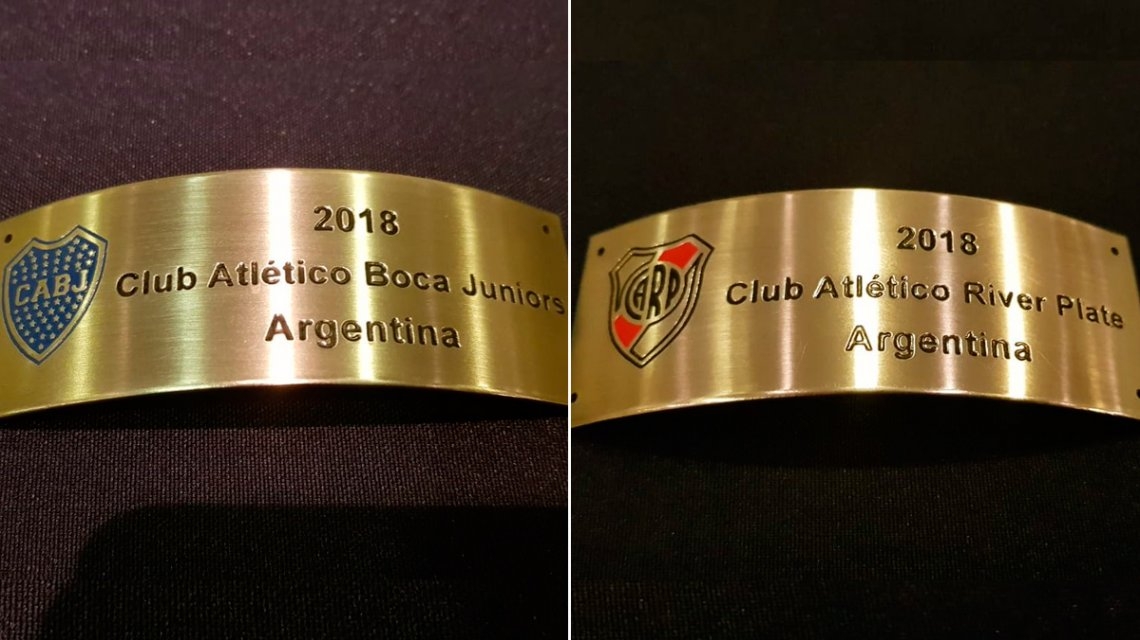 2018
CABJ
Club Atlético Boca Juniors
Argentina
2018
CARP
Club Atlético River Plate
Argentina